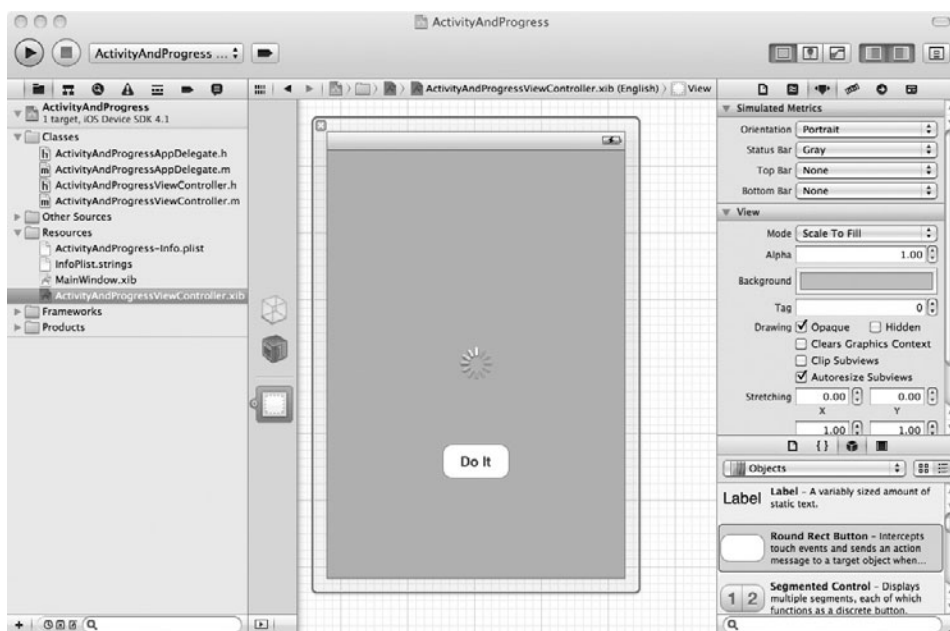 ActivityAndProgress
ActivityAndProgress ...
ActivityAndProgressViewController.xib (English) View
ActivityAndProgress
1 target, iOS Device SDK 4.1
Classes
h ActivityAndProgressAppDelegate.h
m ActivityAndProgressAppDelegate.m
h ActivityAndProgressViewController.h
m ActivityAndProgressViewController.m
Other Sources
Resources
ActivityAndProgress-Info.plist
InfoPlist.strings
MainWindow.xib
ActivityAndProgressViewController.xib
Frameworks
Products
Do It
Simulated Metrics
Orientation Portrait
Status Bar Gray
Top Bar None
Bottom Bar None
View
Mode Scale To Fill
Alpha 1.00
Background
Tag 0
Drawing Opaque Hidden
Clears Graphics Context
Clip Subviews
Autoresize Subviews
Stretching 0.00 0.00
X Y
1.00 1.00
{}
Objects
Label Label – A variably sized amount of
static text.
Round Rect Button – Intercepts
touch events and sends an action
message to a target object when...
1 2 Segmented Control – Displays
multiple segments, each of which
functions as a discrete button.